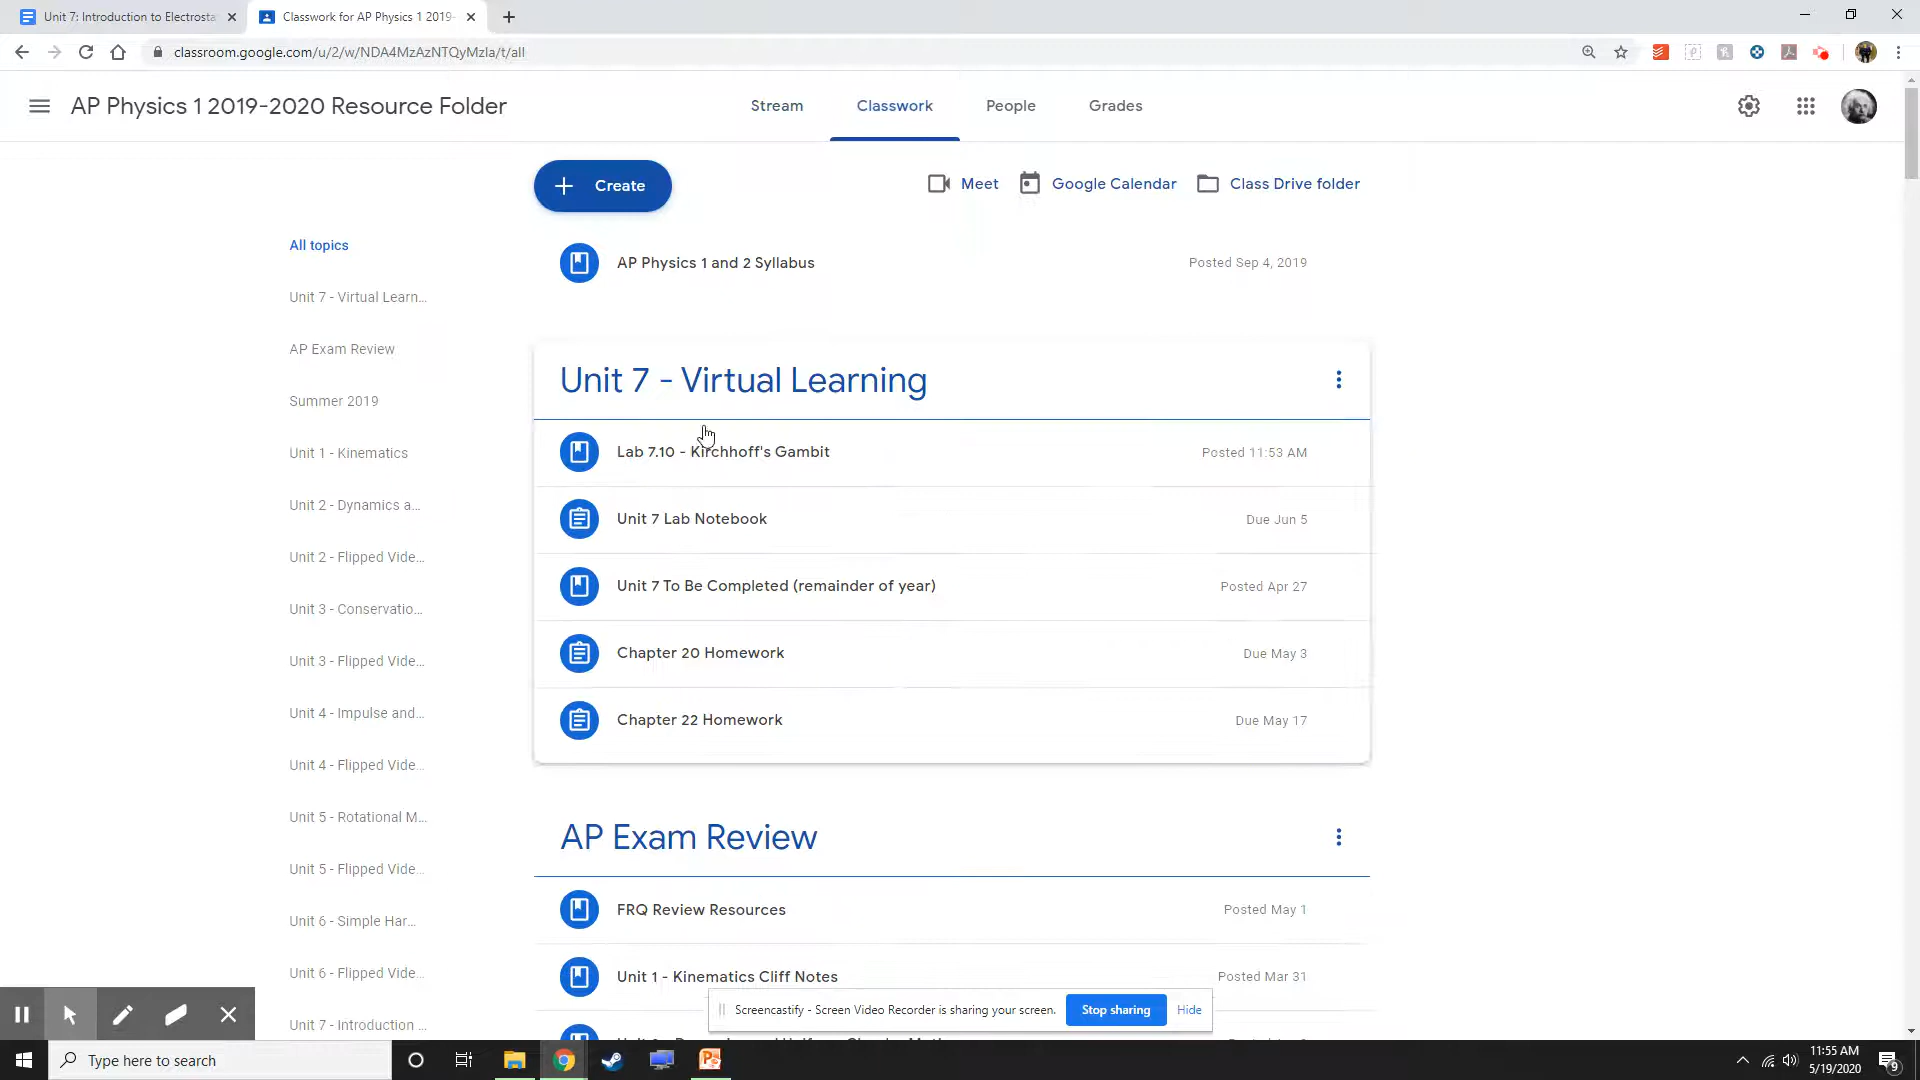 Unit 7: Introduction to Electrosta
Classwork for AP Physics 1 2019-
classroom.google.com/u/2/w/NDA4MzAzNTQyMzla/t/all
AP Physics 1 2019-2020 Resource Folder
Stream
Classwork
People
Grades
Create
Meet
Google Calendar
Class Drive folder
All topics
Unit 7 - Virtual Learn...
AP Exam Review
Summer 2019
Unit 1 - Kinematics
Unit 2 - Dynamics a...
Unit 2 - Flipped Vide...
Unit 3 - Conservatio...
Unit 3 - Flipped Vide...
Unit 4 - Impulse and...
Unit 4 - Flipped Vide...
Unit 5 - Rotational M...
Unit 5 - Flipped Vide...
Unit 6 - Simple Har...
Unit 6 - Flipped Vide...
Unit 7 - Introduction ...
AP Physics 1 and 2 Syllabus
Posted Sep 4, 2019
Unit 7 - Virtual Learning
Lab 7.10 - Kirchhoff's Gambit
Posted 11:53 AM
Unit 7 Lab Notebook
Due Jun 5
Unit 7 To Be Completed (remainder of year)
Posted Apr 27
Chapter 20 Homework
Due May 3
Chapter 22 Homework
Due May 17
AP Exam Review
FRQ Review Resources
Posted May 1
Unit 1 - Kinematics Cliff Notes
Posted Mar 31
Screencastify - Screen Video Recorder is sharing your screen.
Stop sharing
Hide
Type here to search
11:55 AM
5/19/2020
9